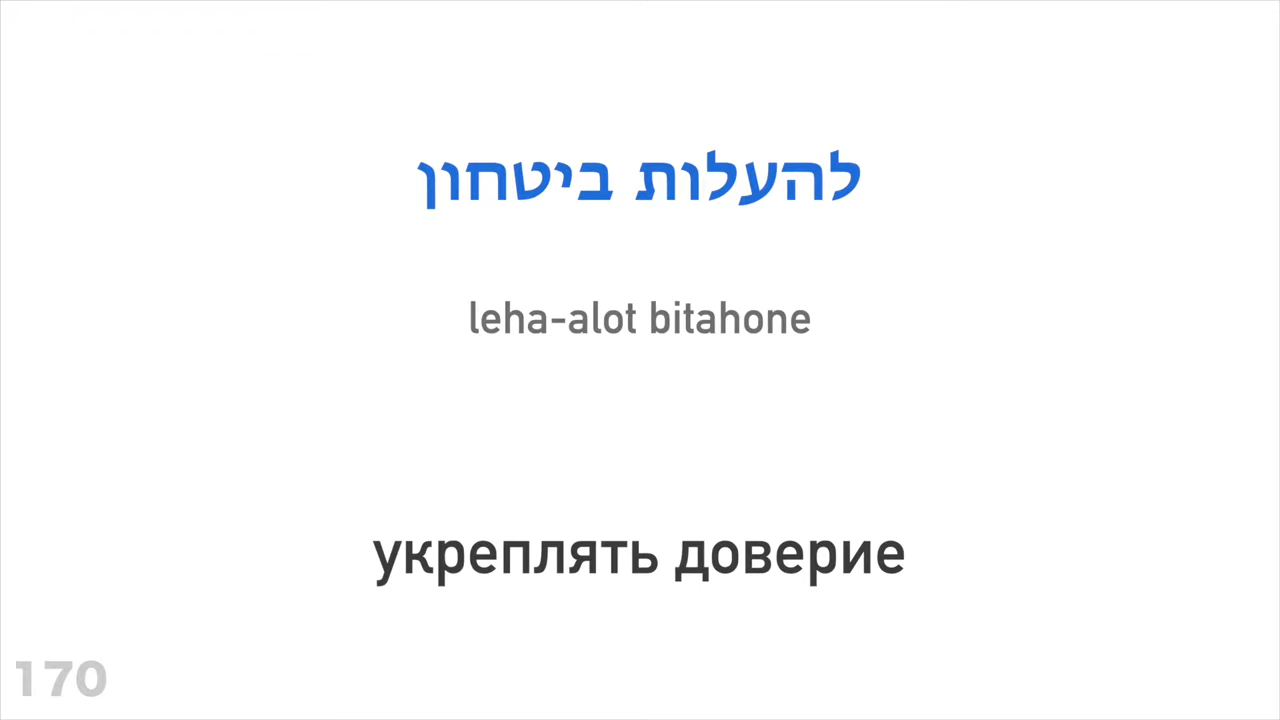 להעלות ביטחון
leha-alot bitahone
укреплять доверие
170